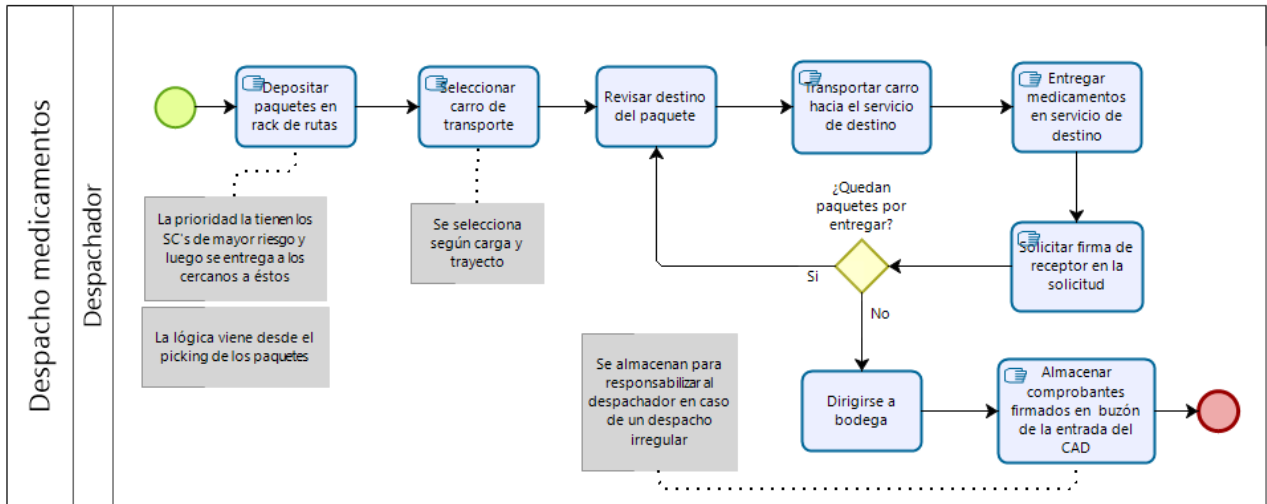 Despacho medicamentos
Despachador
Depositar
paquetes en
rack de rutas
Seleccionar
carro de
transporte
Revisar destino
del paquete
Transportar carro
hacia el servicio
de destino
Entregar
medicamentos
en servicio de
destino
La prioridad la tienen los
SC's de mayor riesgo y
luego se entrega a los
cercanos a éstos
Se selecciona
según carga y
trayecto
¿Quedan
paquetes por
entregar?
Si
No
Solicitar firma de
receptor en la
solicitud
La lógica viene desde el
picking de los paquetes
Se almacenan para
responsabilizar al
despachador en caso
de un despacho
irregular
Dirigirse a
bodega
Almacenar
comprobantes
firmados en buzón
de la entrada del
CAD